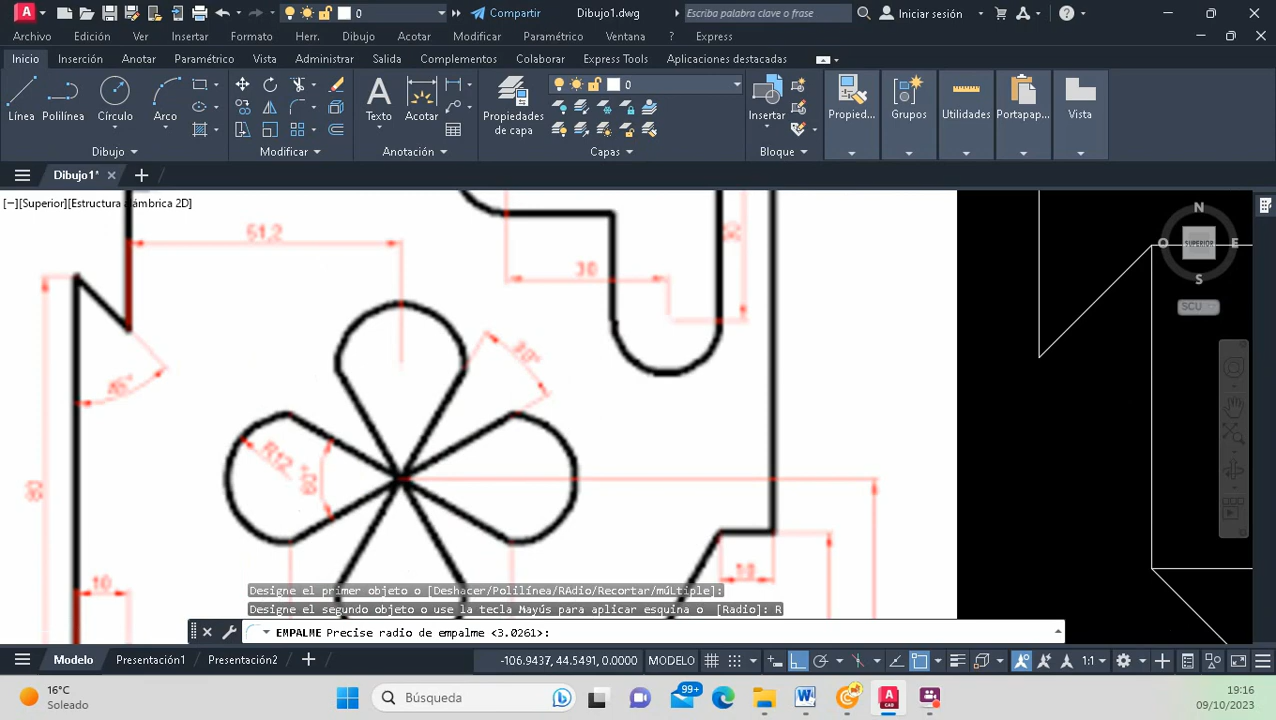 0
Compartir
Dibujo1.dwg
Escriba palabra clave o frase
Iniciar sesión
Archivo Edición Ver Insertar Formato Herr. Dibujo Acotar Modificar Paramétrico Ventana ? Express
Inicio Inserción Anotar Paramétrico Vista Salida Administrar Complementos Colaborar Express Tools Aplicaciones destacadas
0
Línea Polilínea Círculo Arco
Texto Acotar
Propiedades
de capa
Insertar
Propied... Grupos Utilidades Portapap... Vista
Dibujo Modificar Anotación Capas Bloque
Dibujo1*
[−][Superior][Estructura alámbrica 2D]
N
O SUPERIOR E
S
SCU
51,2
30
R12
60°
10
10
Designe el primer objeto o [Deshacer/Polilínea/RAdio/Recortar/múLtiple]:
Designe el segundo objeto o use la tecla Mayús para aplicar esquina o [Radio]: R
EMPALME Precise radio de empalme <3.0261>:
Modelo Presentación1 Presentación2
-106.9437, 44.5491, 0.0000 MODELO
1:1
16°C
Soleado
Búsqueda
99+
CAD
19:16
09/10/2023